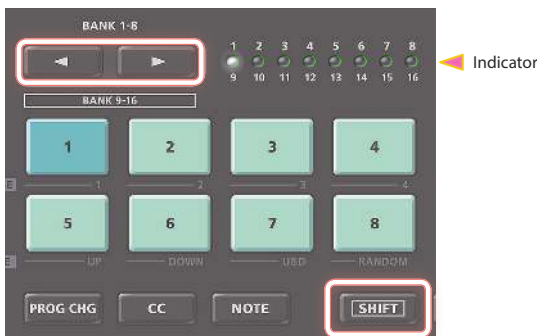 BANK 1-8
1 2 3 4 5 6 7 8
9 10 11 12 13 14 15 16
Indicator
BANK 9-16
1 2 3 4
E 1 2 3 4
5 6 7 8
E UP DOWN RANDOM
PROG CHG CC NOTE SHIFT